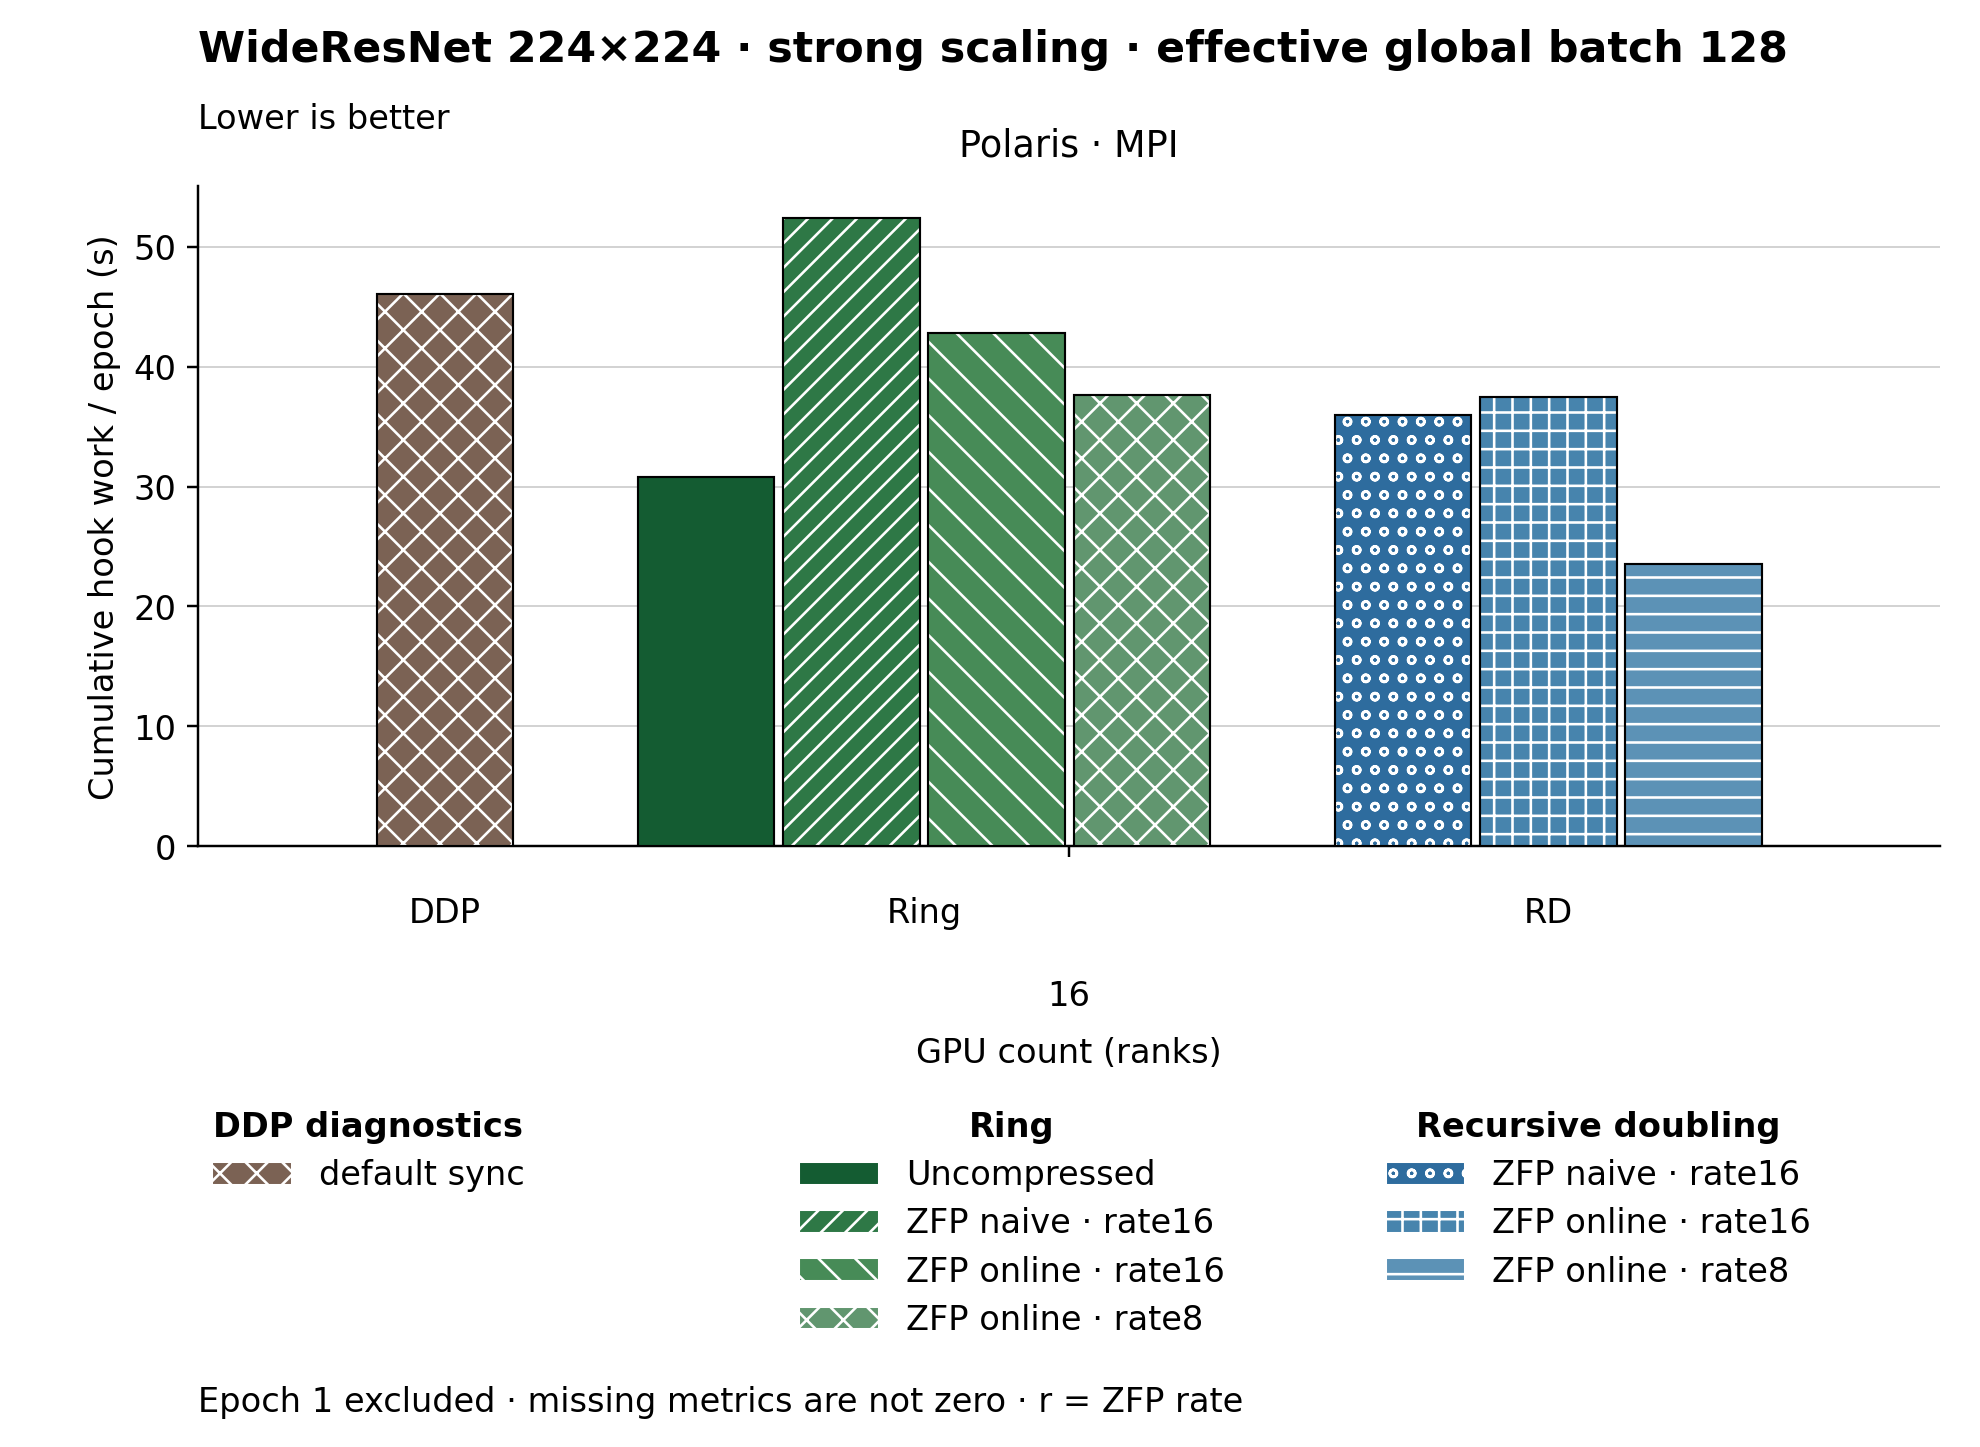 WideResNet 224×224 · strong scaling · effective global batch 128
Lower is better
Polaris · MPI
Cumulative hook work / epoch (s)
50
40
30
20
10
0
DDP
Ring
RD
16
GPU count (ranks)
DDP diagnostics
default sync
Ring
Uncompressed
ZFP naive · rate16
ZFP online · rate16
ZFP online · rate8
Recursive doubling
ZFP naive · rate16
ZFP online · rate16
ZFP online · rate8
Epoch 1 excluded · missing metrics are not zero · r = ZFP rate